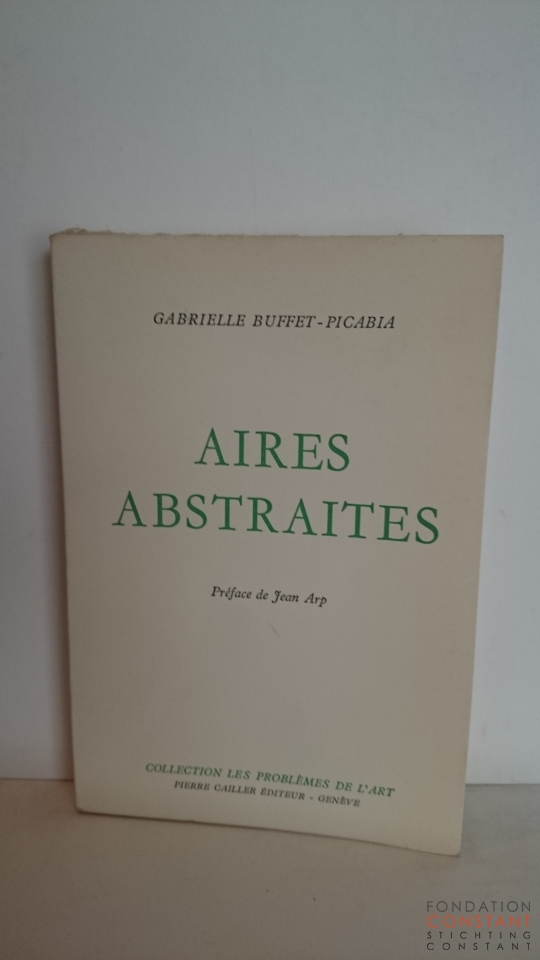 GABRIELLE BUFFET-PICABIA
AIRES
ABSTRAITES
Préface de Jean Arp
COLLECTION LES PROBLÈMES DE L'ART
PIERRE CAILLER ÉDITEUR - GENÈVE
FONDATION
CONSTANT
STICHTING
CONSTANT